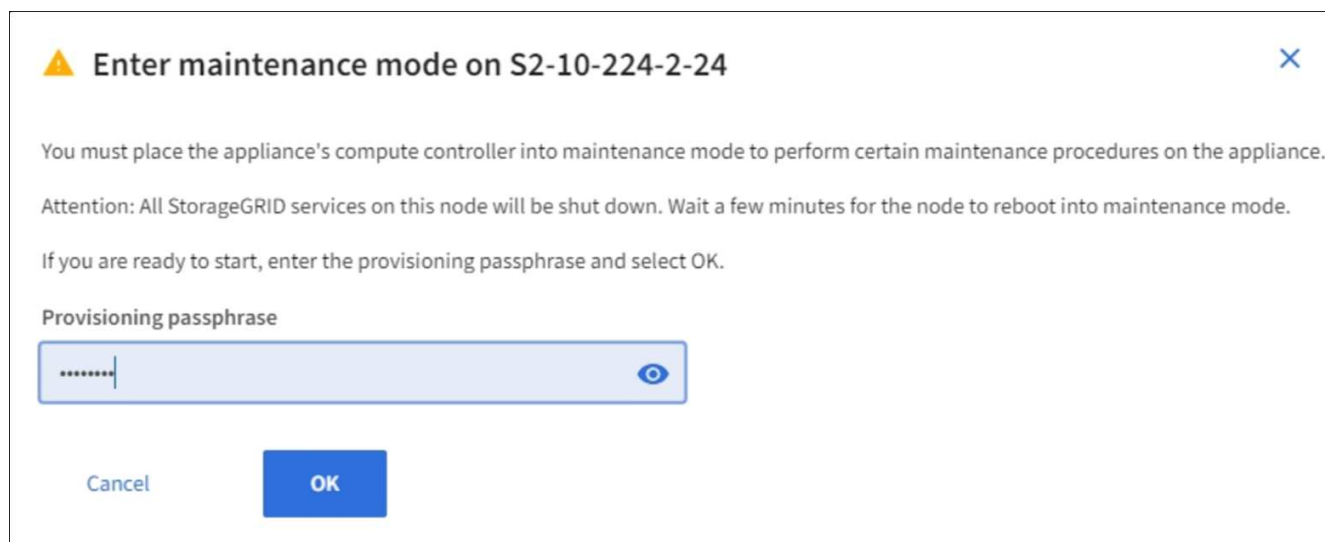 Enter maintenance mode on S2-10-224-2-24
You must place the appliance's compute controller into maintenance mode to perform certain maintenance procedures on the appliance.
Attention: All StorageGRID services on this node will be shut down. Wait a few minutes for the node to reboot into maintenance mode.
If you are ready to start, enter the provisioning passphrase and select OK.
Provisioning passphrase
••••••••
Cancel OK